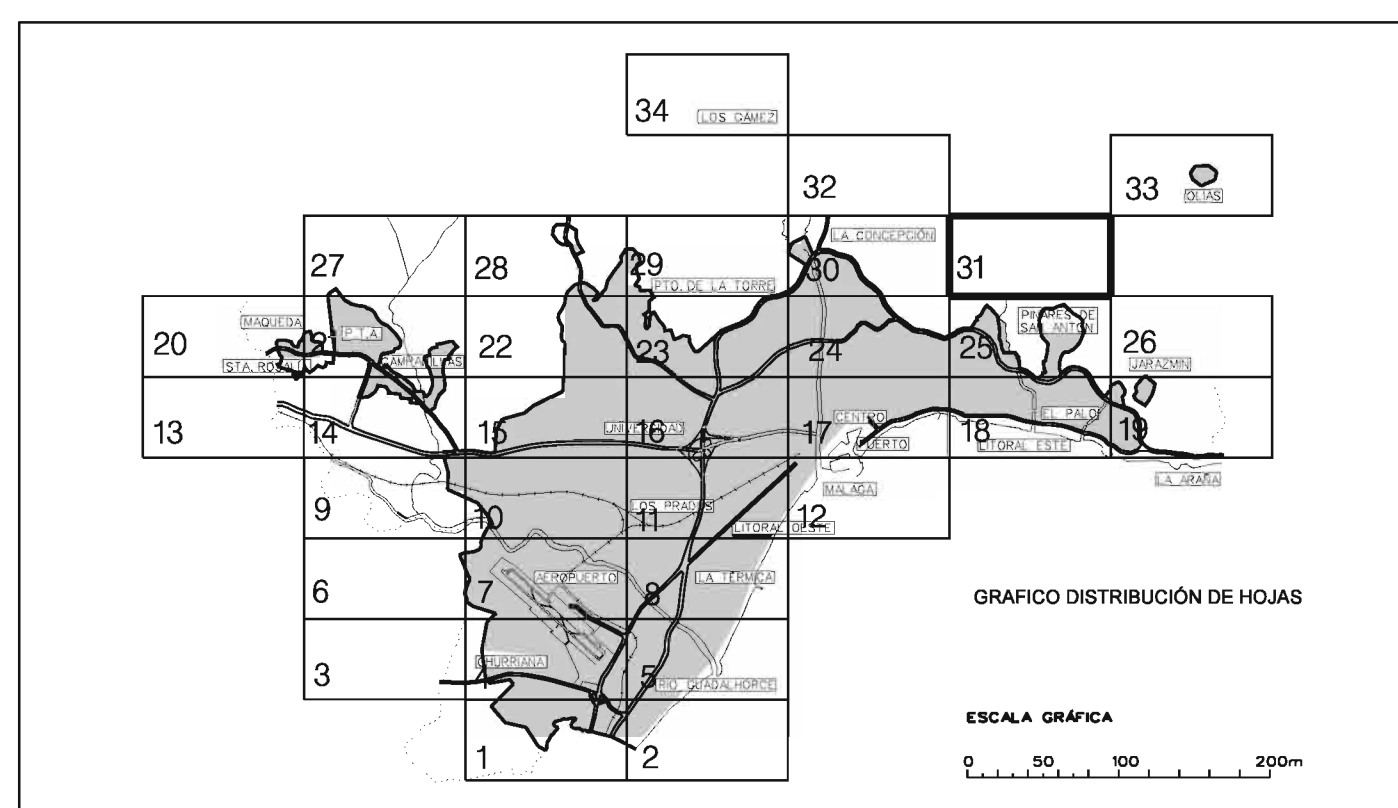 34 LOS GÁMEZ
32
33
OLÍAS
LA CONCEPCIÓN
27
28
29
30
31
PTO. DE LA TORRE
MAQUEDA
P.T.A.
PINARES DE
SAN ANTÓN
20
21
22
23
24
25
26
STA. ROSALÍA
CAMPANILLAS
JARAZMIN
13
14
15
16
17
18
19
UNIVERSIDAD
CENTRO
PUERTO
EL PALO
LITORAL ESTE
MALAGA
LA ARAÑA
9
10
11
12
LOS PRADOS
LITORAL OESTE
6
7
AEROPUERTO
8
LA TÉRMICA
GRAFICO DISTRIBUCIÓN DE HOJAS
3
CHURRIANA
5
RIO GUADALHORCE
ESCALA GRÁFICA
1
2
0 50 100 200m